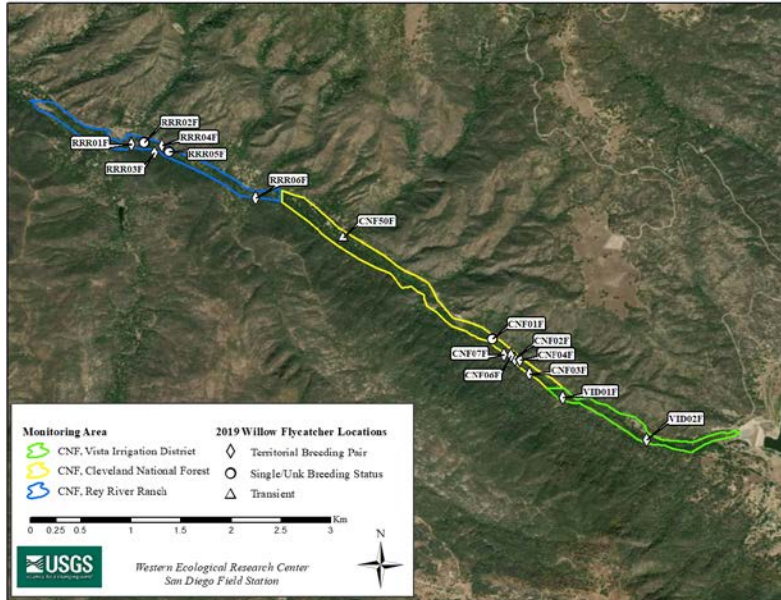 RRR02F
RRR04F
RRR01F
RRR05F
RRR03F
RRR06F
CNF50F
CNF01F
CNF02F
CNF07F
CNF04F
CNF06F
CNF03F
VID01F
VID02F
Monitoring Area
CNF, Vista Irrigation District
CNF, Cleveland National Forest
CNF, Rey River Ranch
2019 Willow Flycatcher Locations
Territorial Breeding Pair
Single/Unk Breeding Status
Transient
Km
0 0.25 0.5 1 1.5 2 2.5 3
N
USGS
science for a changing world
Western Ecological Research Center
San Diego Field Station